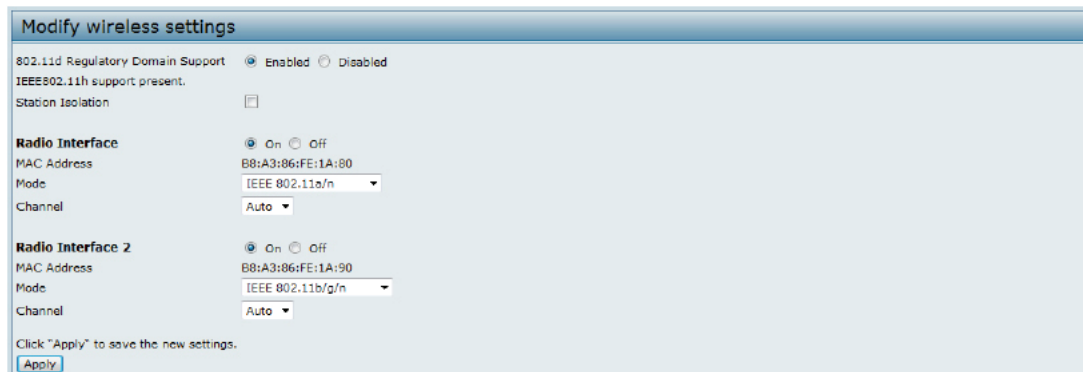 Modify wireless settings
802.11d Regulatory Domain Support Enabled Disabled
IEEE802.11h support present.
Station Isolation
Radio Interface On Off
MAC Address B8:A3:86:FE:1A:80
Mode IEEE 802.11a/n
Channel Auto
Radio Interface 2 On Off
MAC Address B8:A3:86:FE:1A:90
Mode IEEE 802.11b/g/n
Channel Auto
Click "Apply" to save the new settings.
Apply